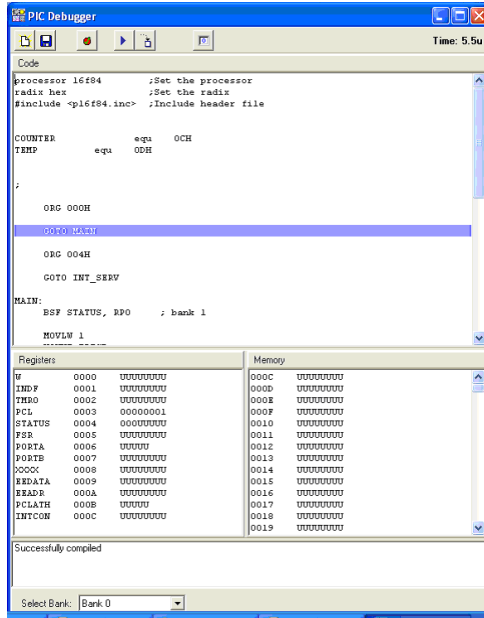 PIC Debugger
Time: 5.5u
Code
processor 16f84 ;Set the processor
radix hex ;Set the radix
#include <p16f84.inc> ;Include header file
COUNTER equ 0CH
TEMP equ 0DH
;
ORG 000H
GOTO MAIN
ORG 004H
GOTO INT_SERV
MAIN:
BSF STATUS, RP0 ; bank 1
MOVLW 1
Registers Memory
W 0000 UUUUUUUU 000C UUUUUUUU
INDF 0001 UUUUUUUU 000D UUUUUUUU
TMR0 0002 UUUUUUUU 000E UUUUUUUU
PCL 0003 00000001 000F UUUUUUUU
STATUS 0004 000UUUUU 0010 UUUUUUUU
FSR 0005 UUUUUUUU 0011 UUUUUUUU
PORTA 0006 UUUUU 0012 UUUUUUUU
PORTB 0007 UUUUUUUU 0013 UUUUUUUU
XXXX 0008 UUUUUUUU 0014 UUUUUUUU
EEDATA 0009 UUUUUUUU 0015 UUUUUUUU
EEADR 000A UUUUUUUU 0016 UUUUUUUU
PCLATH 000B UUUUU 0017 UUUUUUUU
INTCON 000C UUUUUUUU 0018 UUUUUUUU
0019 UUUUUUUU
Successfully compiled
Select Bank: Bank 0